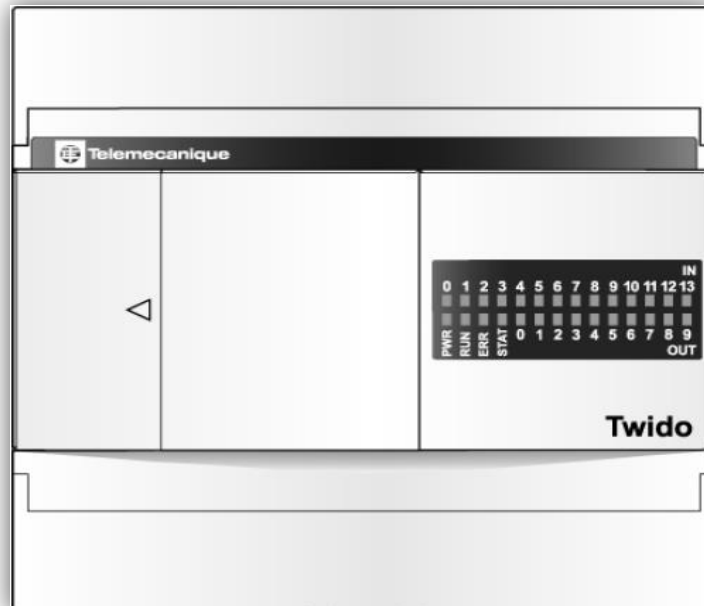 Telemecanique
IN
0 1 2 3 4 5 6 7 8 9 10 11 12 13
PWR RUN ERR STAT 0 1 2 3 4 5 6 7 8 9
OUT
Twido